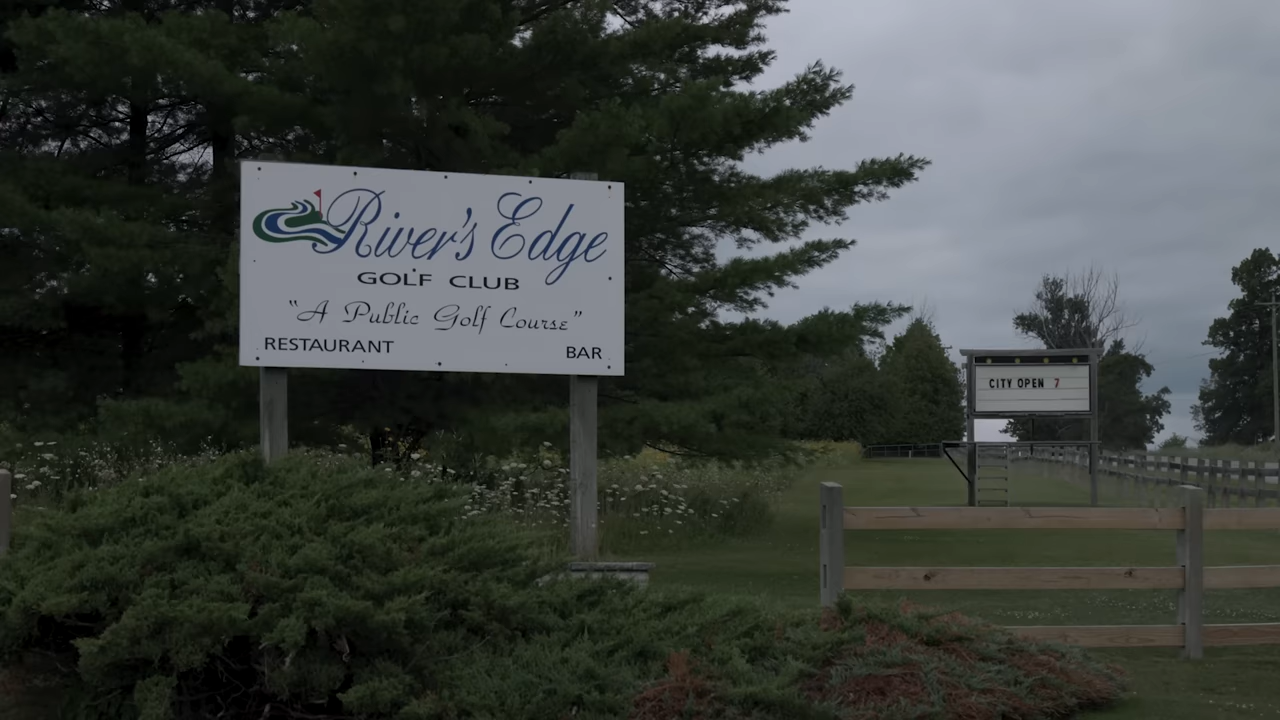 River's Edge
GOLF CLUB
"A Public Golf Course"
RESTAURANT BAR
CITY OPEN 7